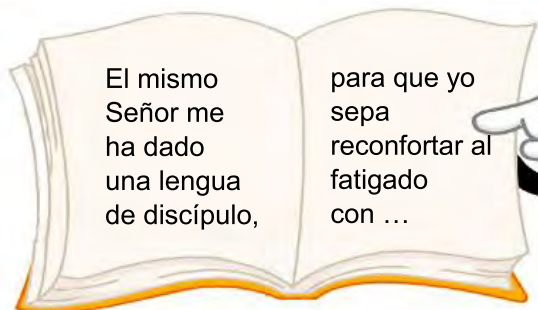 El mismo
Señor me
ha dado
una lengua
de discípulo,
para que yo
sepa
reconfortar al
fatigado
con …